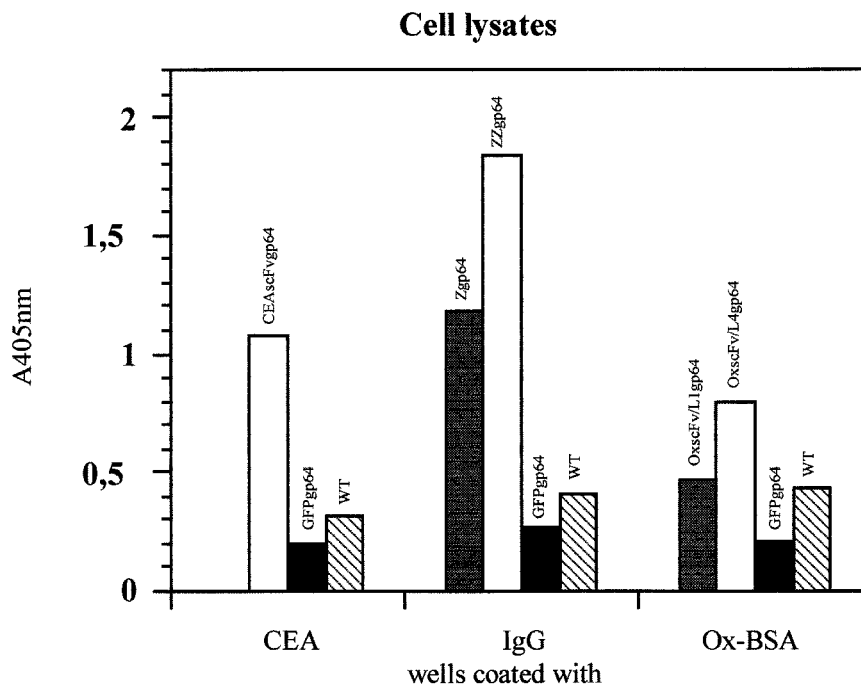 Cell lysates
A405nm
2
1,5
1
0,5
0
CEAscFvgp64
GFPgp64
WT
Zgp64
ZZgp64
GFPgp64
WT
OxscFv/L1gp64
OxscFv/L4gp64
GFPgp64
WT
CEA
IgG
Ox-BSA
wells coated with